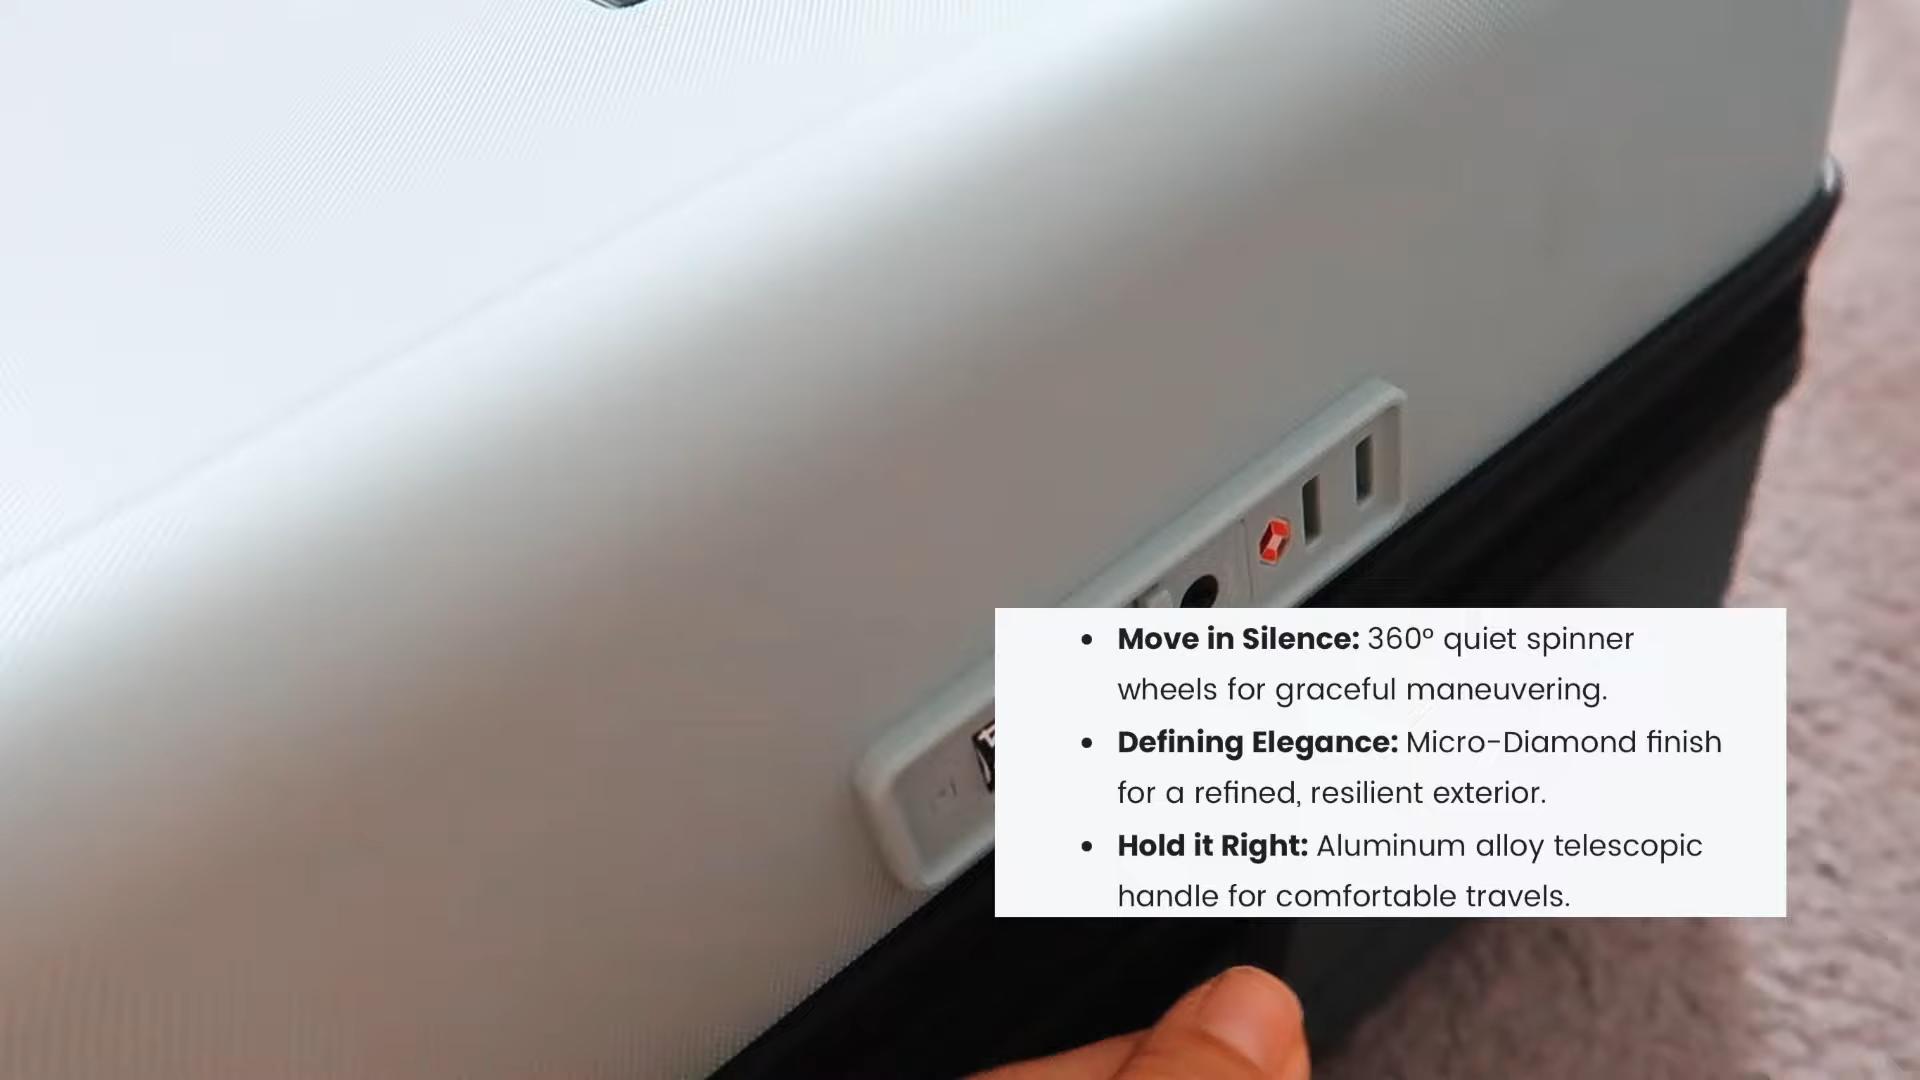 • Move in Silence: 360° quiet spinner
wheels for graceful maneuvering.
• Defining Elegance: Micro-Diamond finish
for a refined, resilient exterior.
• Hold it Right: Aluminum alloy telescopic
handle for comfortable travels.